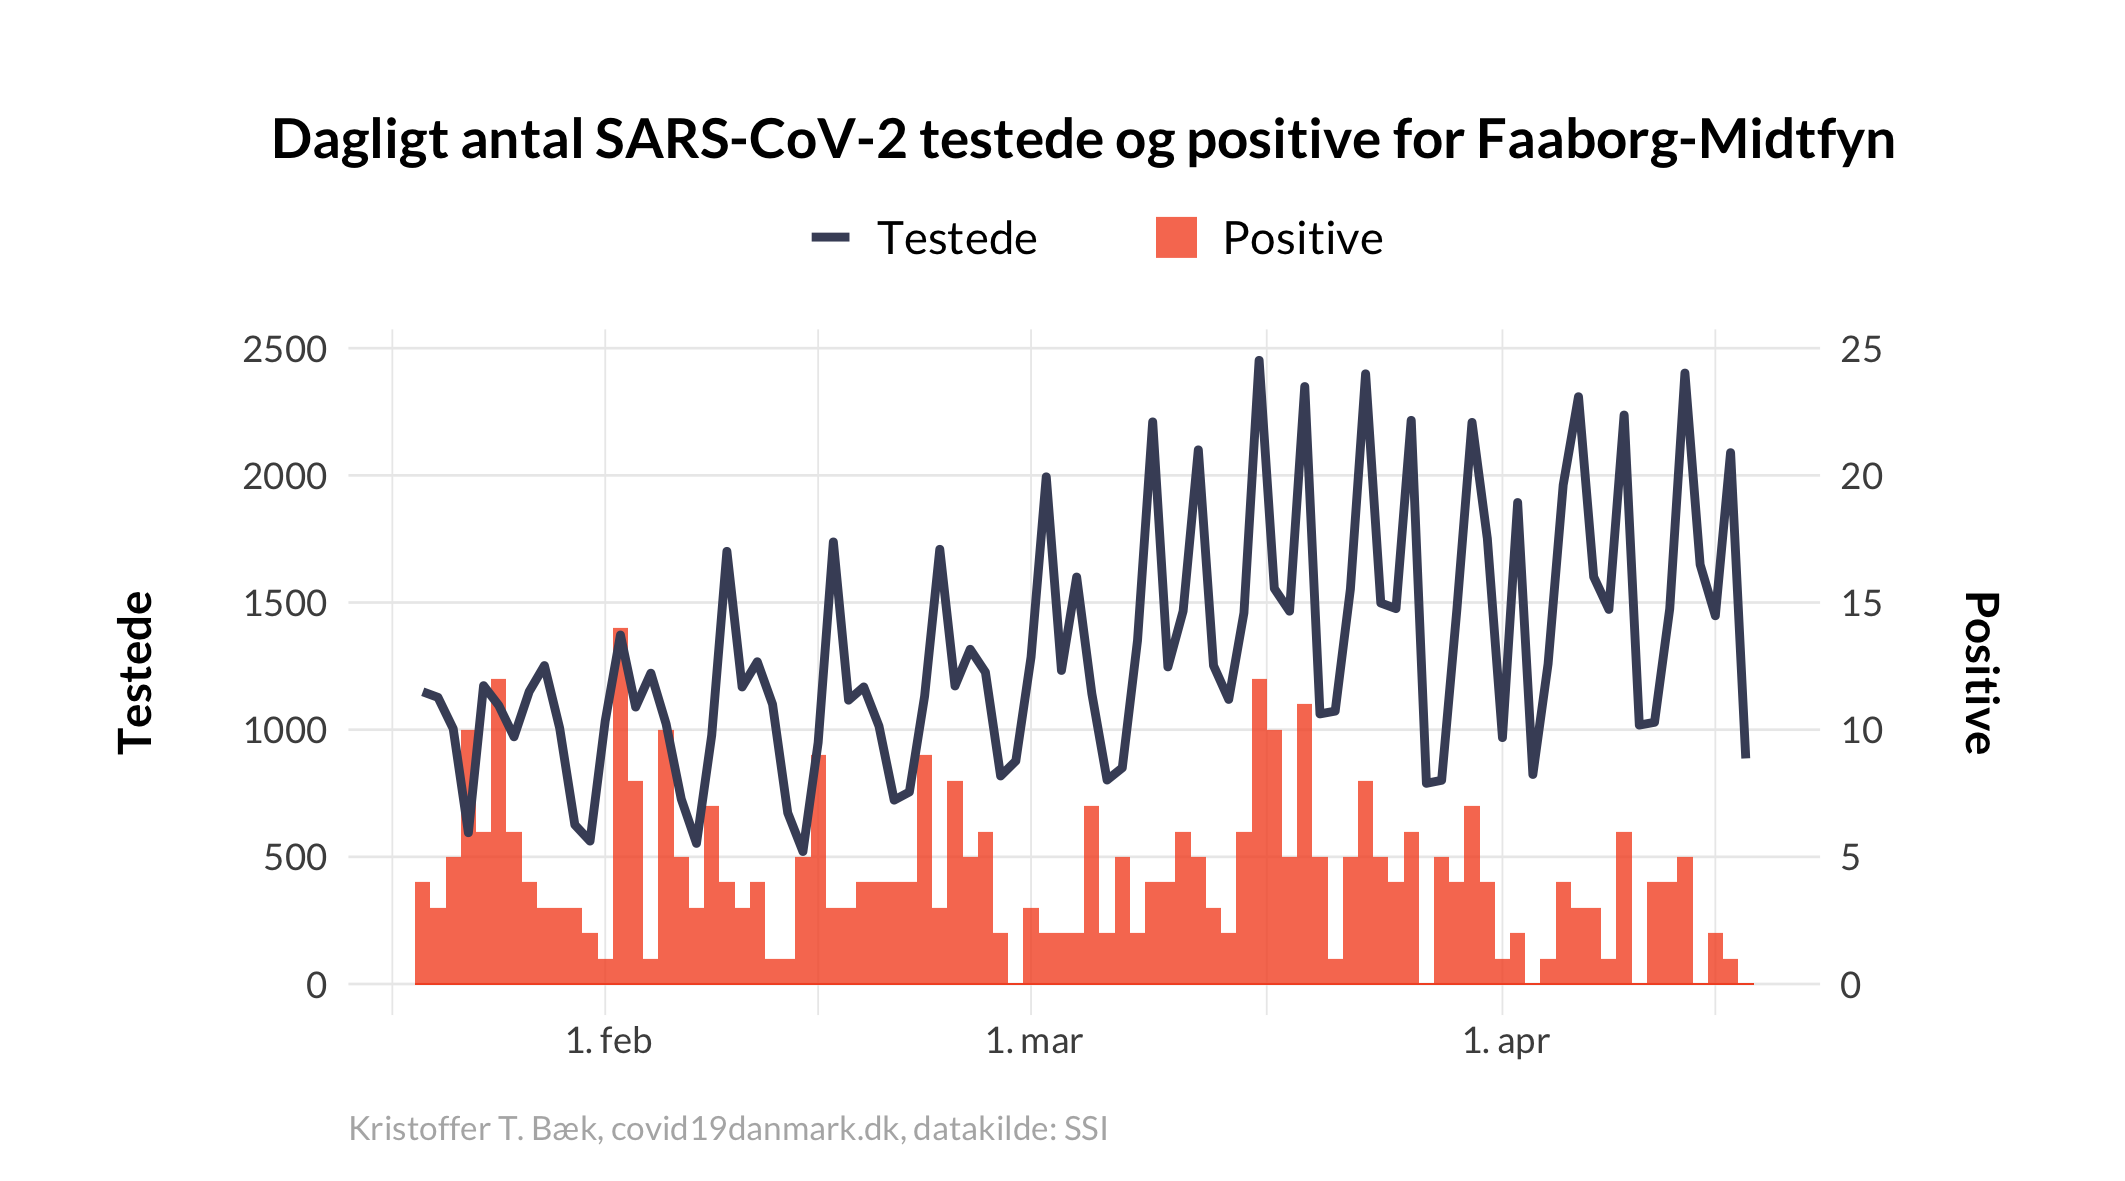 Dagligt antal SARS-CoV-2 testede og positive for Faaborg-Midtfyn
Testede
Positive
2500
2000
1500
1000
500
0
25
20
15
10
5
0
Testede
Positive
1. feb
1. mar
1. apr
Kristoffer T. Bæk, covid19danmark.dk, datakilde: SSI